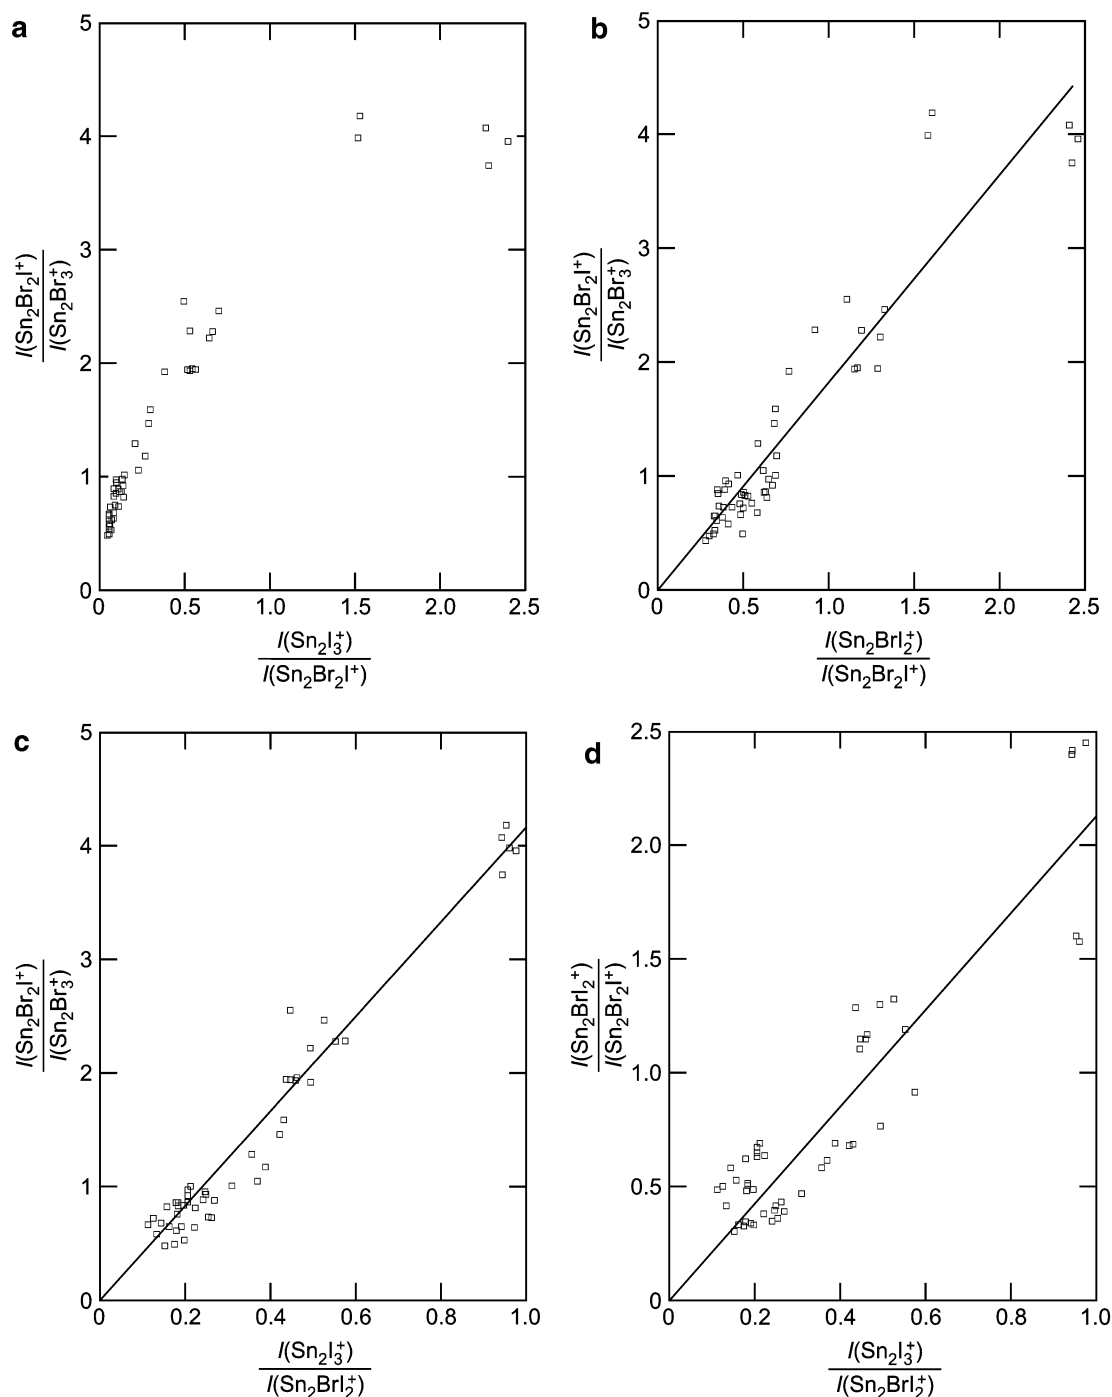 a
5
4
3
2
1
0
I(Sn₂Br₂I⁺)
I(Sn₂Br₃⁺)
0 0.5 1.0 1.5 2.0 2.5
I(Sn₂I₃⁺)
I(Sn₂Br₂I⁺)
b
5
4
3
2
1
0
I(Sn₂Br₂I⁺)
I(Sn₂Br₃⁺)
0 0.5 1.0 1.5 2.0 2.5
I(Sn₂BrI₂⁺)
I(Sn₂Br₂I⁺)
c
5
4
3
2
1
0
I(Sn₂Br₂I⁺)
I(Sn₂Br₃⁺)
0 0.2 0.4 0.6 0.8 1.0
I(Sn₂I₃⁺)
I(Sn₂BrI₂⁺)
d
2.5
2.0
1.5
1.0
0.5
0
I(Sn₂BrI₂⁺)
I(Sn₂Br₂I⁺)
0 0.2 0.4 0.6 0.8 1.0
I(Sn₂I₃⁺)
I(Sn₂BrI₂⁺)